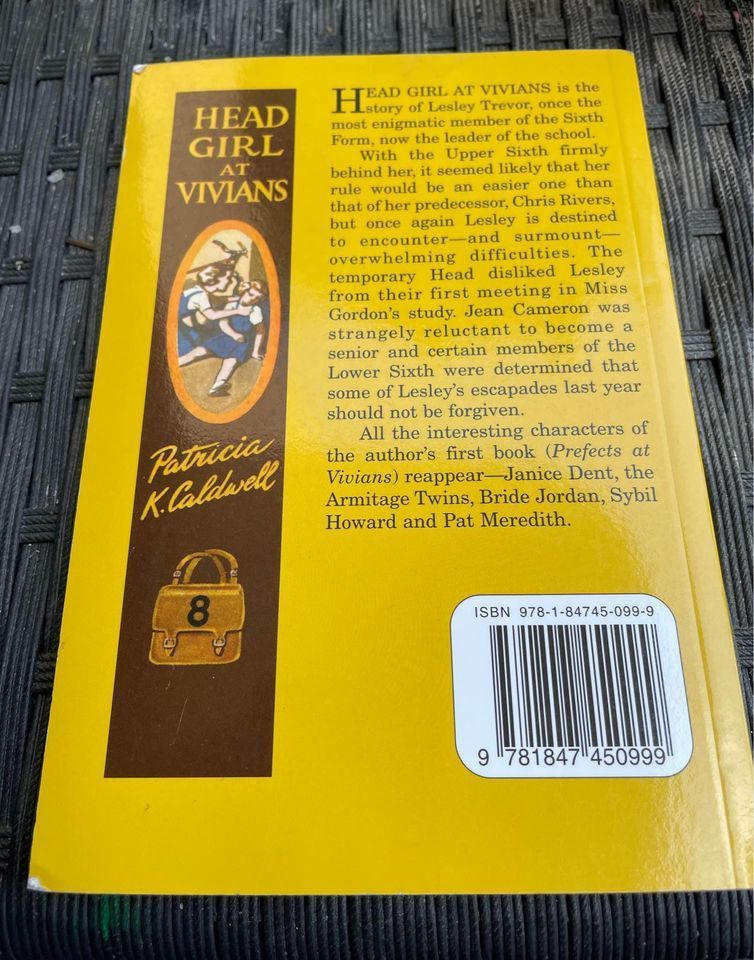 HEAD
GIRL
AT
VIVIANS
Patricia
K. Caldwell
8
HEAD GIRL AT VIVIANS is the
story of Lesley Trevor, once the
most enigmatic member of the Sixth
Form, now the leader of the school.
With the Upper Sixth firmly
behind her, it seemed likely that her
rule would be an easier one than
that of her predecessor, Chris Rivers,
but once again Lesley is destined
to encounter—and surmount—
overwhelming difficulties. The
temporary Head disliked Lesley
from their first meeting in Miss
Gordon's study. Jean Cameron was
strangely reluctant to become a
senior and certain members of the
Lower Sixth were determined that
some of Lesley's escapades last year
should not be forgiven.
All the interesting characters of
the author's first book (Prefects at
Vivians) reappear—Janice Dent, the
Armitage Twins, Bride Jordan, Sybil
Howard and Pat Meredith.
ISBN 978-1-84745-099-9
9 781847 450999